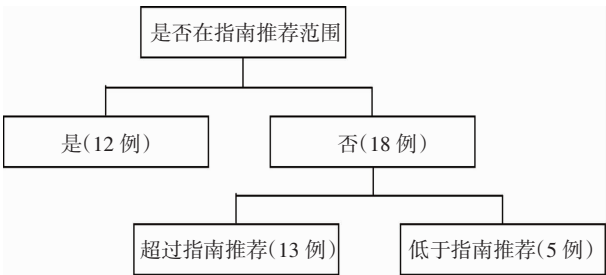 是否在指南推荐范围
是(12 例)
否(18 例)
超过指南推荐(13 例)
低于指南推荐(5 例)